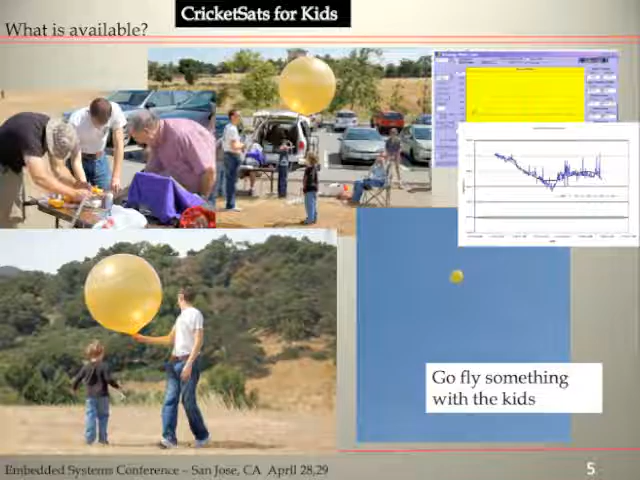 CricketSats for Kids
What is available?
Go fly something
with the kids
Embedded Systems Conference – San Jose, CA April 28,29
5